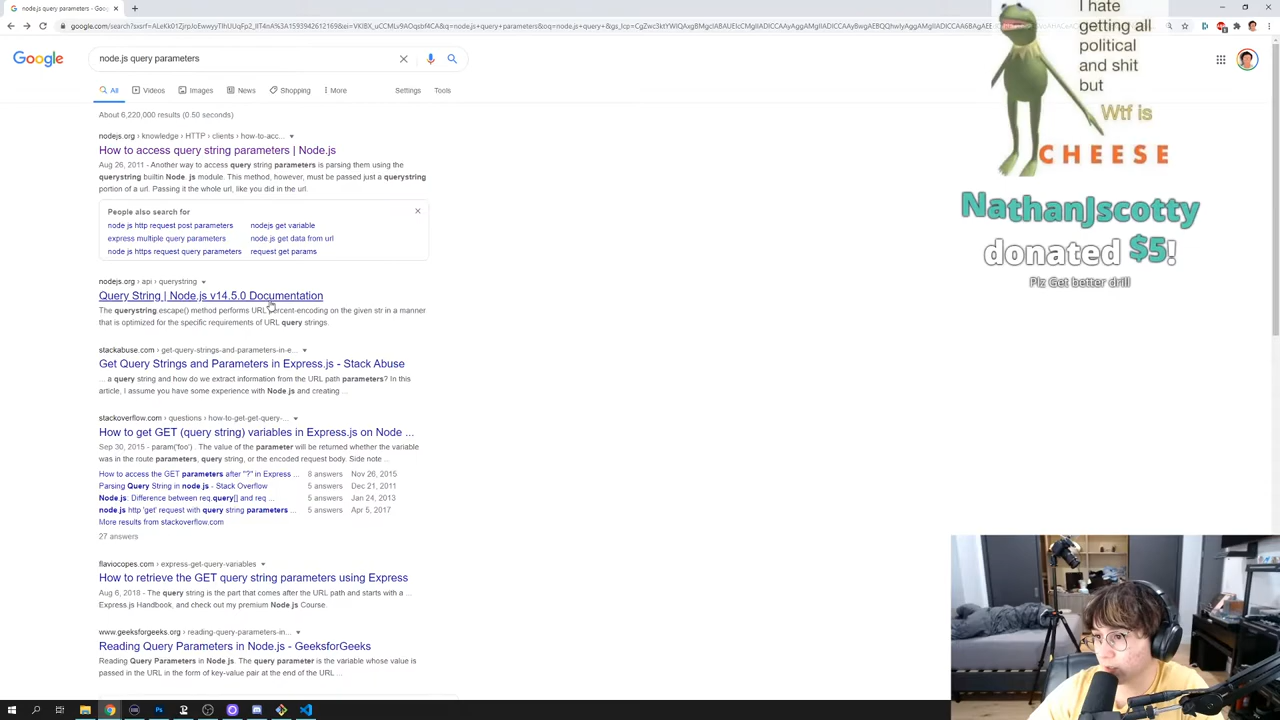 node.js query parameters - G
google.com/search?sxsrf=
Google
node.js query parameters
All
Videos
Images
News
Shopping
More
Settings
Tools
About 6,220,000 results (0.50 seconds)
nodejs.org › knowledge › HTTP › clients › how-to-acc...
How to access query string parameters | Node.js
Aug 26, 2011 - Another way to access query string parameters is parsing them using the
querystring builtin Node. js module. This method, however, must be passed just a querystring
portion of a url. Passing it the whole url, like you did in the url.
People also search for
node js http request post parameters
nodejs get variable
express multiple query parameters
node js get data from url
node js https request query parameters
request get params
nodejs.org › api › querystring
Query String | Node.js v14.5.0 Documentation
The querystring.escape() method performs URL percent-encoding on the given str in a manner
that is optimized for the specific requirements of URL query strings.
stackabuse.com › get-query-strings-and-parameters-in-e...
Get Query Strings and Parameters in Express.js - Stack Abuse
... a query string and how do we extract information from the URL path parameters? In this
article, I assume you have some experience with Node.js and creating ...
stackoverflow.com › questions › how-to-get-get-query-...
How to get GET (query string) variables in Express.js on Node ...
Sep 30, 2015 - param('foo') . The value of the parameter will be returned whether the variable
was in the route parameters, query string, or the encoded request body. Side note ...
How to access the GET parameters after "?" in Express ... 8 answers Nov 26, 2015
Parsing Query String in node.js - Stack Overflow 5 answers Dec 21, 2011
Node.js: Difference between req.query[] and req ... 5 answers Jan 24, 2013
node.js http 'get' request with query string parameters ... 5 answers Apr 5, 2017
More results from stackoverflow.com
27 answers
flaviocopes.com › express-get-query-variables
How to retrieve the GET query string parameters using Express
Aug 6, 2018 - The query string is the part that comes after the URL path and starts with a ...
Express js Handbook, and check out my premium Node.js Course.
www.geeksforgeeks.org › reading-query-parameters-in...
Reading Query Parameters in Node.js - GeeksforGeeks
Reading Query Parameters in Node js. The query parameter is the variable whose value is
passed in the URL in the form of key-value pair at the end of the URL ...
I hate
getting all
political
and shit
but
Wtf is
CHEESE
NathanJscotty
donated $5!
Plz Get better drill